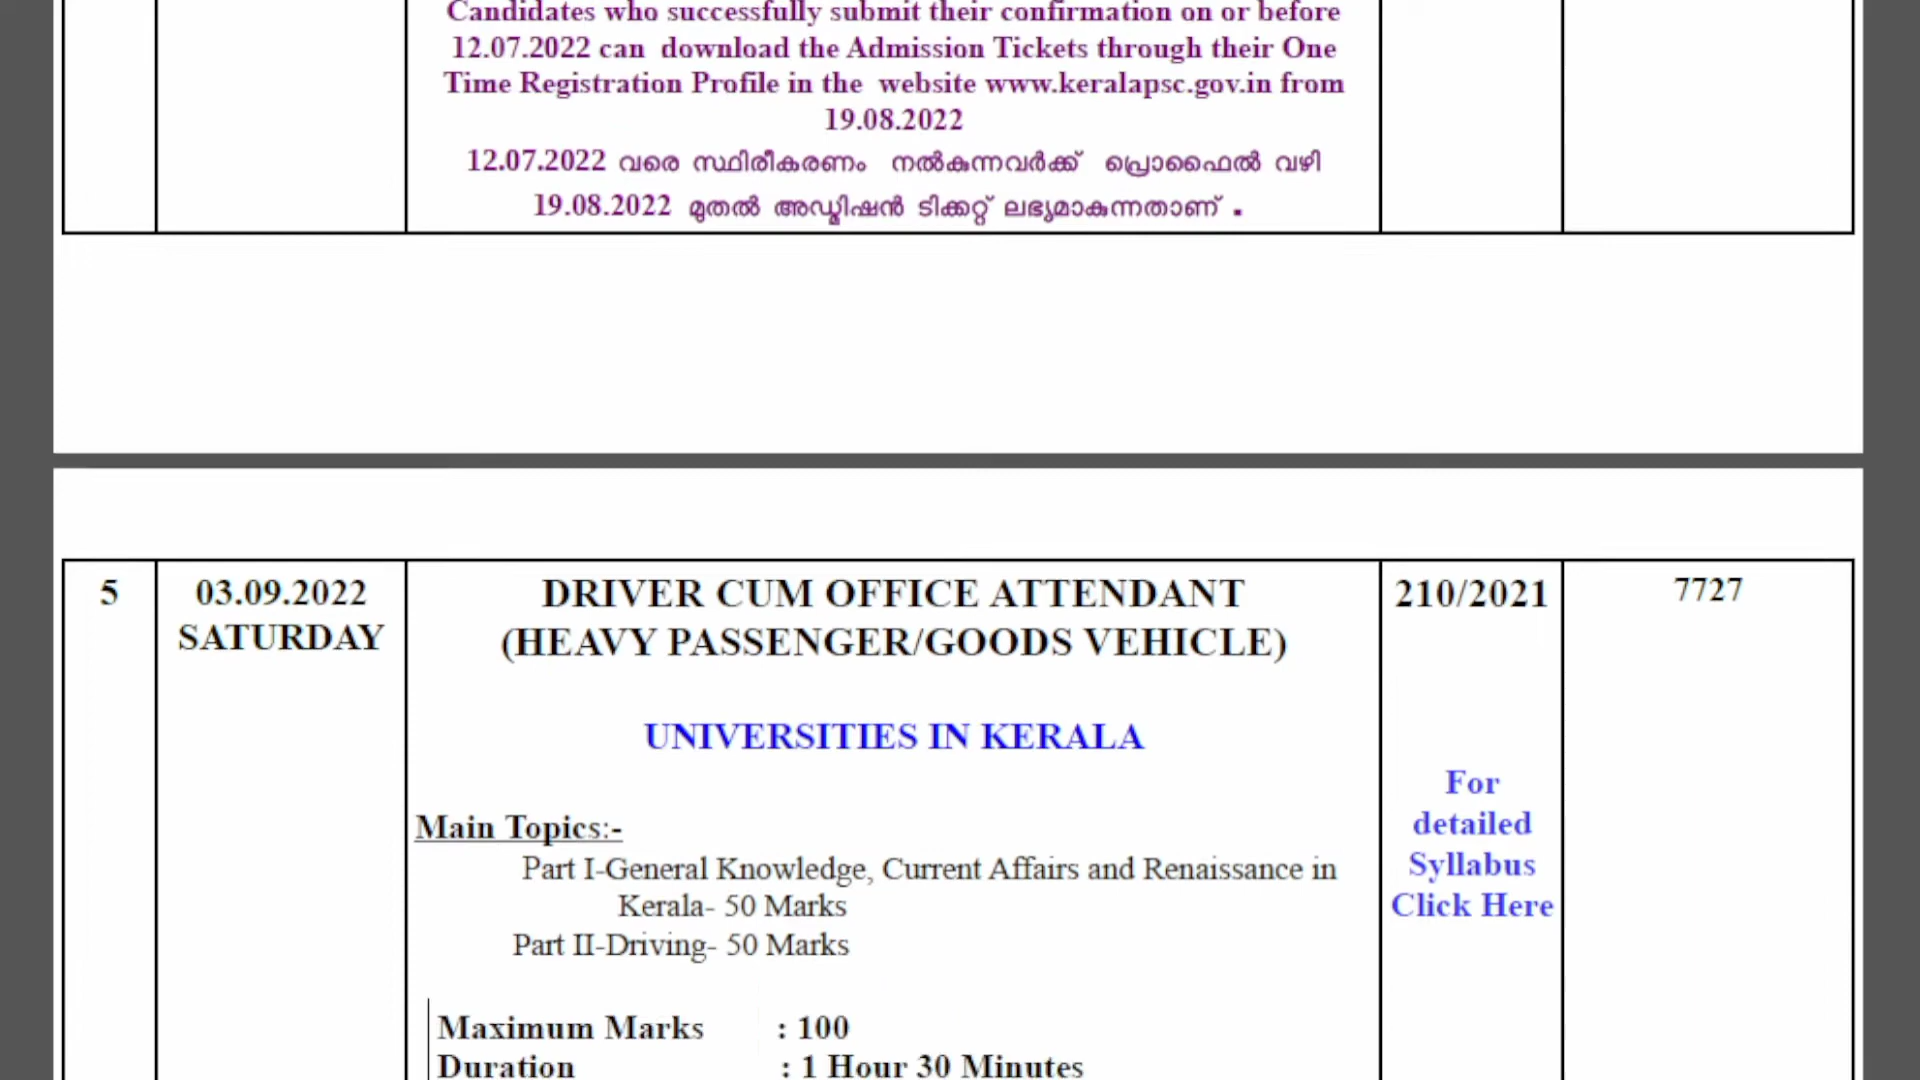 Candidates who successfully submit their confirmation on or before
12.07.2022 can download the Admission Tickets through their One
Time Registration Profile in the website www.keralapsc.gov.in from
19.08.2022
12.07.2022 വരെ സ്ഥിരീകരണം നൽകുന്നവർക്ക് പ്രൊഫൈൽ വഴി
19.08.2022 മുതൽ അഡ്മിഷൻ ടിക്കറ്റ് ലഭ്യമാകുന്നതാണ് .
5
03.09.2022
SATURDAY
DRIVER CUM OFFICE ATTENDANT
(HEAVY PASSENGER/GOODS VEHICLE)
UNIVERSITIES IN KERALA
Main Topics:-
Part I-General Knowledge, Current Affairs and Renaissance in
Kerala- 50 Marks
Part II-Driving- 50 Marks
Maximum Marks : 100
Duration : 1 Hour 30 Minutes
210/2021
For
detailed
Syllabus
Click Here
7727